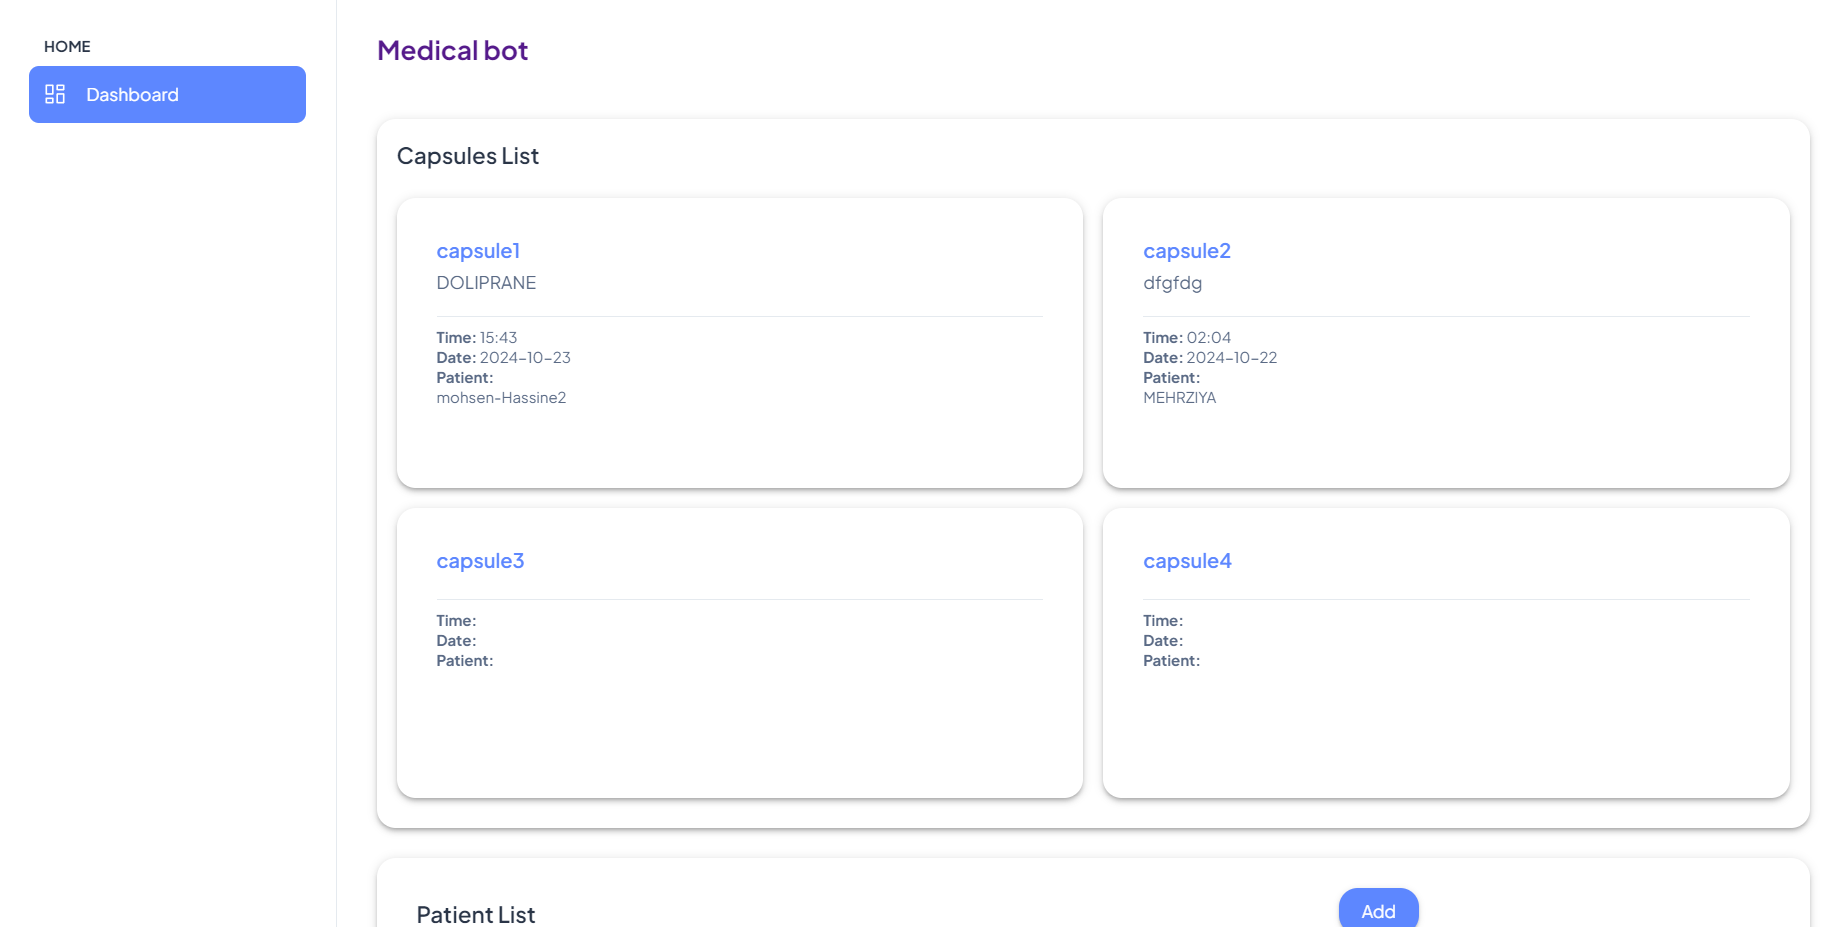 HOME
Dashboard
Medical bot
Capsules List
capsule1
DOLIPRANE
Time: 15:43
Date: 2024-10-23
Patient:
mohsen-Hassine2
capsule2
dfgfdg
Time: 02:04
Date: 2024-10-22
Patient:
MEHRZIYA
capsule3
Time:
Date:
Patient:
capsule4
Time:
Date:
Patient:
Patient List
Add